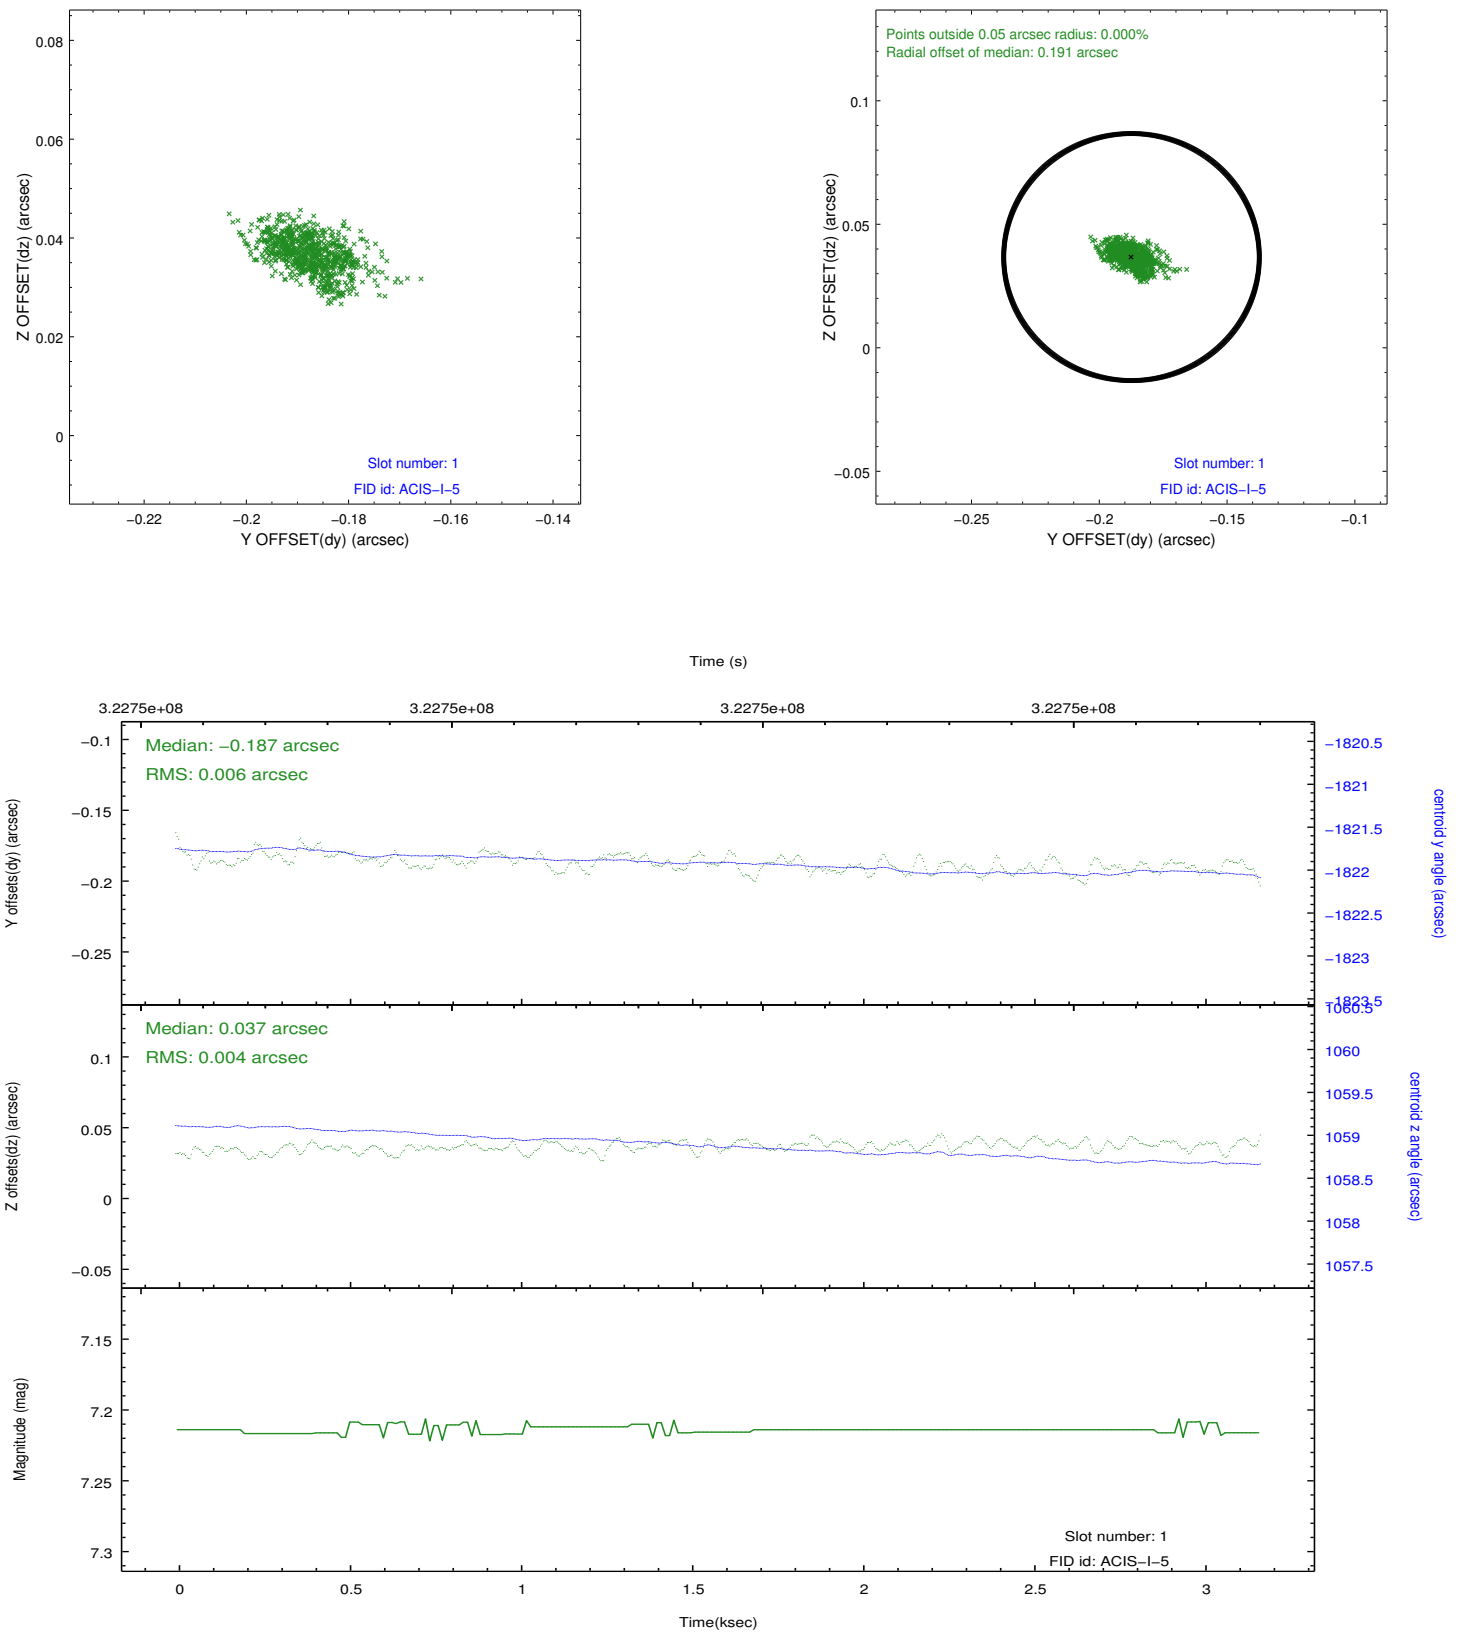 0.08
0.06
0.04
0.02
0
Z OFFSET(dz) (arcsec)
Slot number: 1
FID id: ACIS−I−5
−0.22 −0.2 −0.18 −0.16 −0.14
Y OFFSET(dy) (arcsec)
Points outside 0.05 arcsec radius: 0.000%
Radial offset of median: 0.191 arcsec
0.1
0.05
0
−0.05
Z OFFSET(dz) (arcsec)
Slot number: 1
FID id: ACIS−I−5
−0.25 −0.2 −0.15 −0.1
Y OFFSET(dy) (arcsec)
Time (s)
3.2275e+08 3.2275e+08 3.2275e+08 3.2275e+08
Median: −0.187 arcsec
RMS: 0.006 arcsec
−0.1
−0.15
−0.2
−0.25
Y offsets(dy) (arcsec)
−1820.5
−1821
−1821.5
−1822
−1822.5
−1823
−1823.5
centroid y angle (arcsec)
Median: 0.037 arcsec
RMS: 0.004 arcsec
0.1
0.05
0
−0.05
Z offsets(dz) (arcsec)
1060.5
1060
1059.5
1059
1058.5
1058
1057.5
centroid z angle (arcsec)
7.15
7.2
7.25
7.3
Magnitude (mag)
Slot number: 1
FID id: ACIS−I−5
0 0.5 1 1.5 2 2.5 3
Time(ksec)